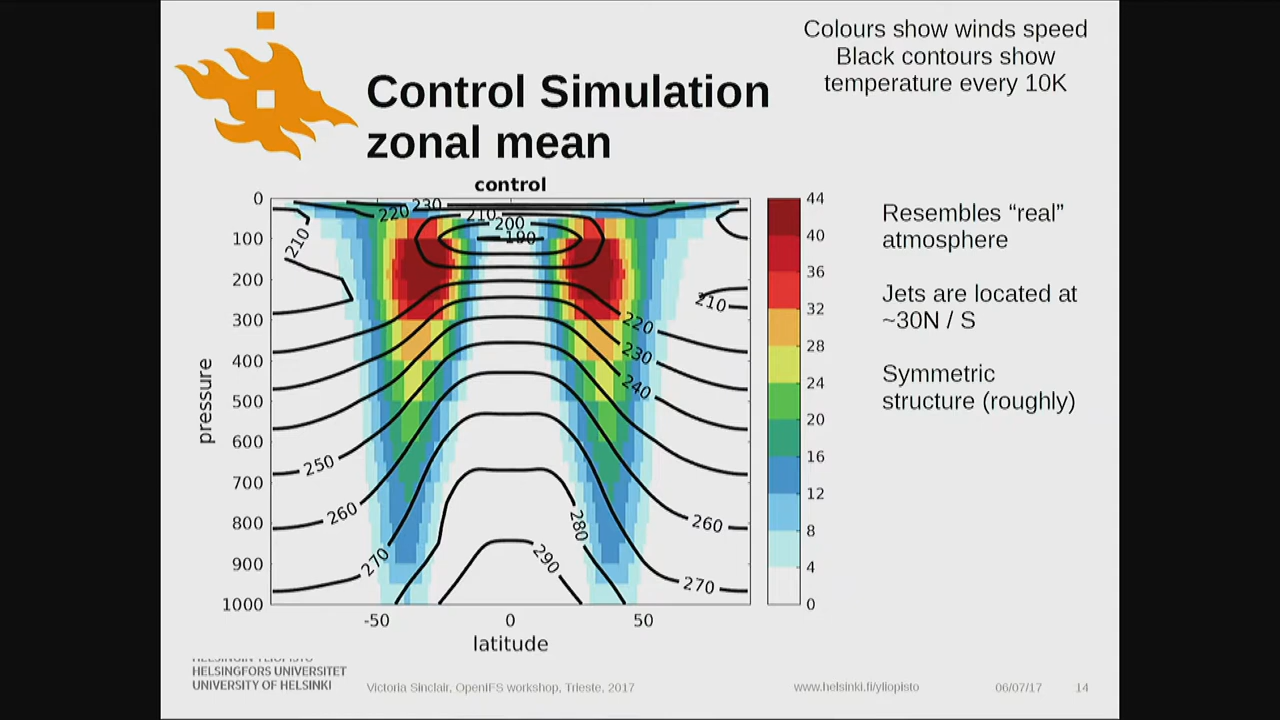 Colours show winds speed
Black contours show
temperature every 10K
Control Simulation
zonal mean
control
0
100
200
300
400
500
600
700
800
900
1000
pressure
-50
0
50
latitude
230
220
210
200
190
210
210
220
230
240
250
260
270
280
290
260
270
44
40
36
32
28
24
20
16
12
8
4
0
Resembles “real”
atmosphere
Jets are located at
~30N / S
Symmetric
structure (roughly)
HELSINGIN YLIOPISTO
HELSINGFORS UNIVERSITET
UNIVERSITY OF HELSINKI
Victoria Sinclair, OpenIFS workshop, Trieste, 2017
www.helsinki.fi/yliopisto
06/07/17
14